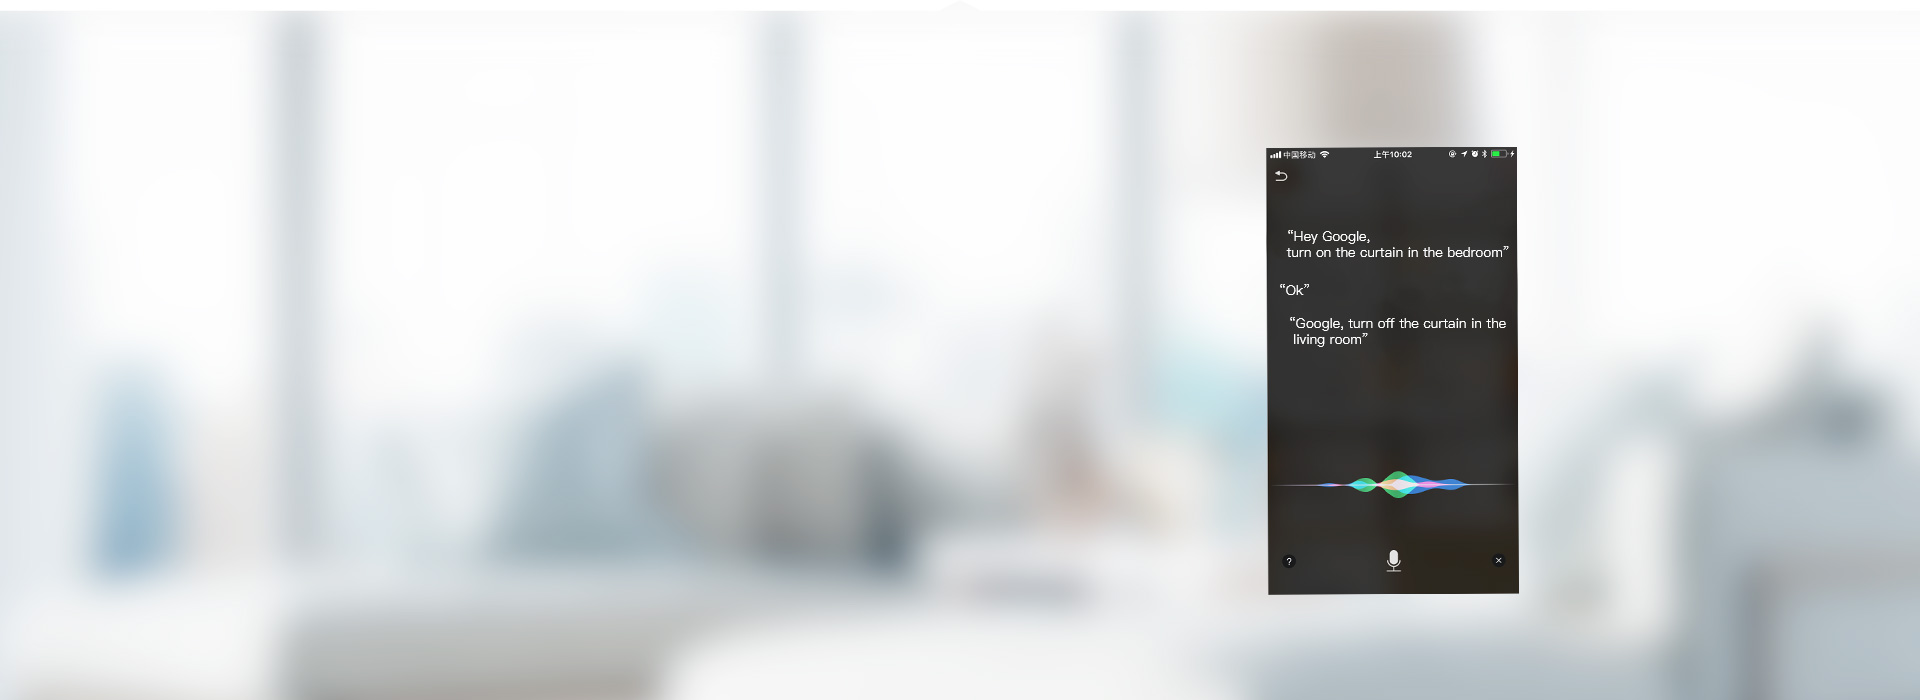 中国移动 上午10:02
“Hey Google,
turn on the curtain in the bedroom”
“Ok”
“Google, turn off the curtain in the
living room”
?